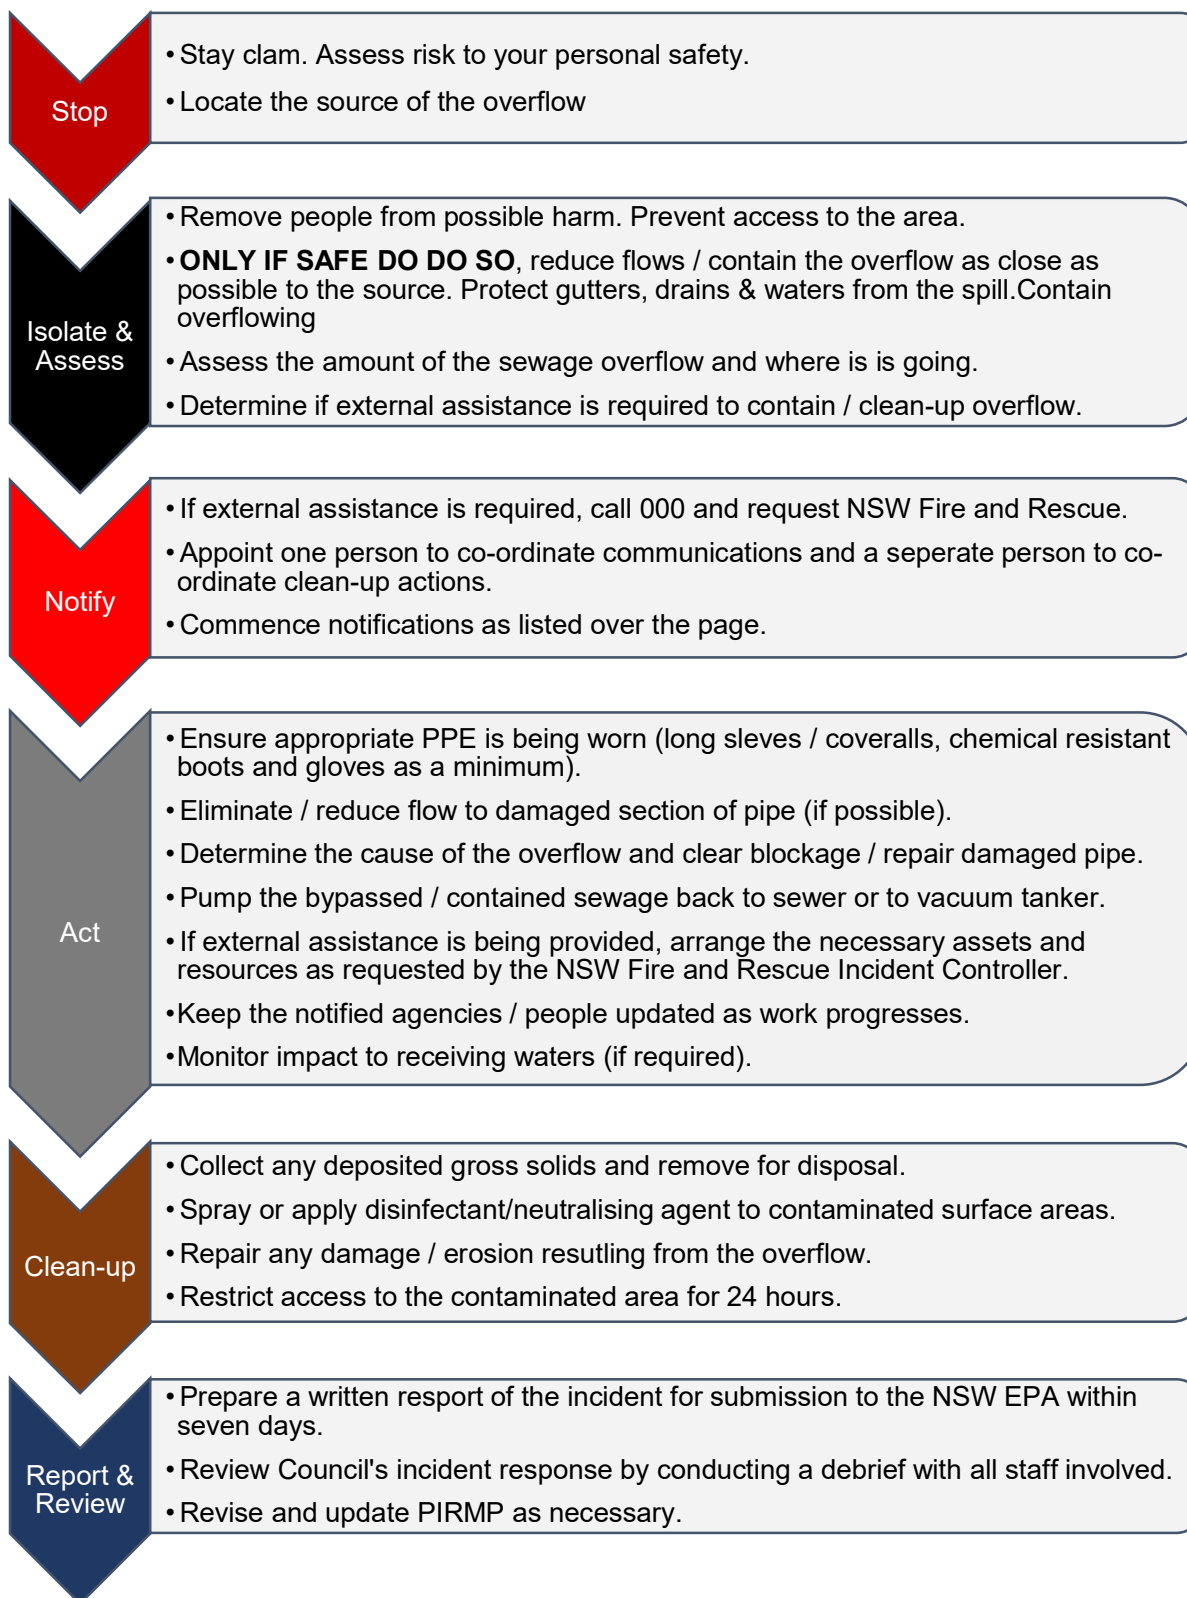 Stop
• Stay clam. Assess risk to your personal safety.
• Locate the source of the overflow
Isolate &
Assess
• Remove people from possible harm. Prevent access to the area.
• ONLY IF SAFE DO DO SO, reduce flows / contain the overflow as close as
possible to the source. Protect gutters, drains & waters from the spill.Contain
overflowing
• Assess the amount of the sewage overflow and where is is going.
• Determine if external assistance is required to contain / clean-up overflow.
Notify
• If external assistance is required, call 000 and request NSW Fire and Rescue.
• Appoint one person to co-ordinate communications and a seperate person to co-
ordinate clean-up actions.
• Commence notifications as listed over the page.
Act
• Ensure appropriate PPE is being worn (long sleves / coveralls, chemical resistant
boots and gloves as a minimum).
• Eliminate / reduce flow to damaged section of pipe (if possible).
• Determine the cause of the overflow and clear blockage / repair damaged pipe.
• Pump the bypassed / contained sewage back to sewer or to vacuum tanker.
• If external assistance is being provided, arrange the necessary assets and
resources as requested by the NSW Fire and Rescue Incident Controller.
•Keep the notified agencies / people updated as work progresses.
•Monitor impact to receiving waters (if required).
Clean-up
• Collect any deposited gross solids and remove for disposal.
• Spray or apply disinfectant/neutralising agent to contaminated surface areas.
• Repair any damage / erosion resutling from the overflow.
• Restrict access to the contaminated area for 24 hours.
Report &
Review
• Prepare a written resport of the incident for submission to the NSW EPA within
seven days.
• Review Council's incident response by conducting a debrief with all staff involved.
• Revise and update PIRMP as necessary.